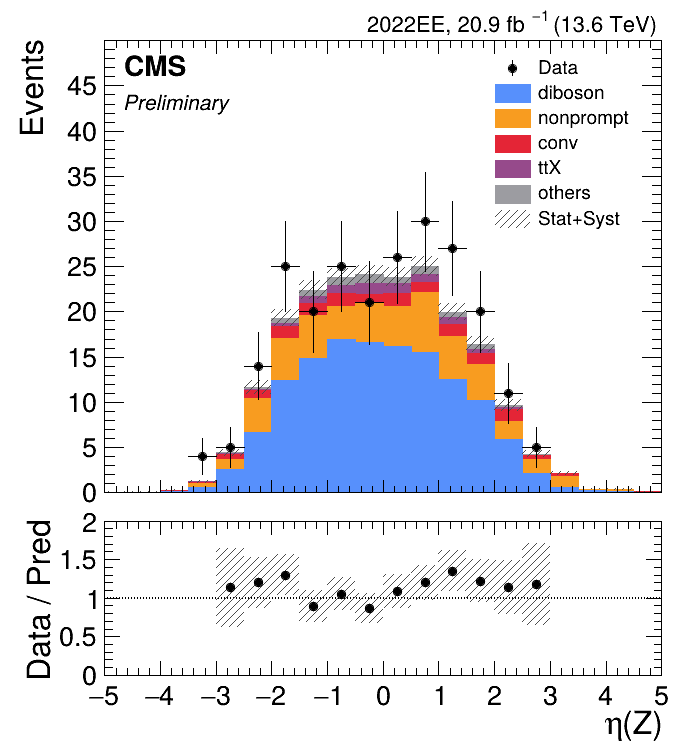 2022EE, 20.9 fb ⁻¹ (13.6 TeV)
Events
CMS
Preliminary
Data
diboson
nonprompt
conv
ttX
others
Stat+Syst
45
40
35
30
25
20
15
10
5
0
Data / Pred
2
1.5
1
0.5
0
−5 −4 −3 −2 −1 0 1 2 3 4 5
η(Z)